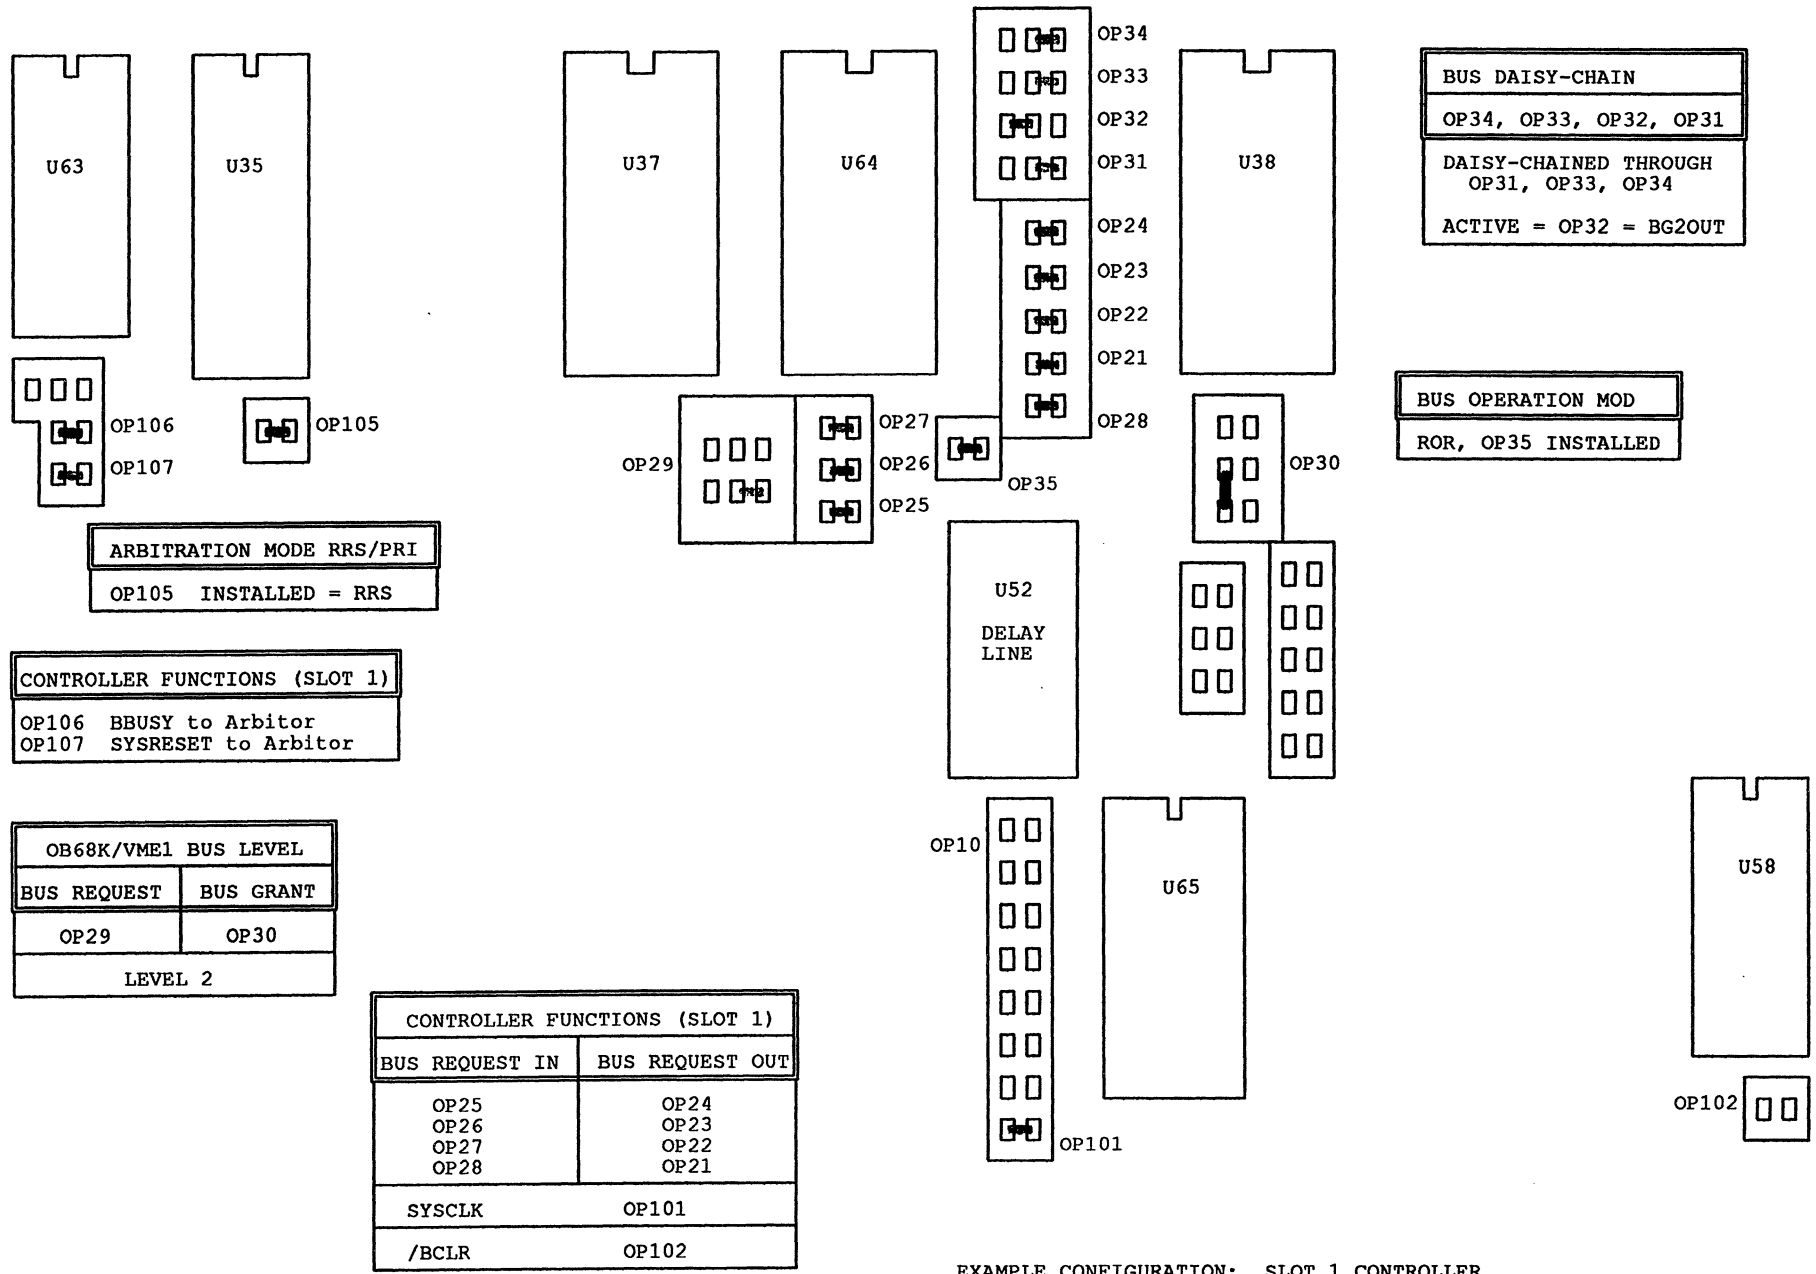 OP34
OP33
OP32
OP31
U63
U35
U37
U64
U38
BUS DAISY-CHAIN
OP34, OP33, OP32, OP31
DAISY-CHAINED THROUGH
OP31, OP33, OP34
ACTIVE = OP32 = BG2OUT
OP24
OP23
OP22
OP21
OP28
BUS OPERATION MOD
ROR, OP35 INSTALLED
OP106
OP107
OP105
OP29
OP27
OP26
OP25
OP35
OP30
ARBITRATION MODE RRS/PRI
OP105 INSTALLED = RRS
U52
DELAY
LINE
CONTROLLER FUNCTIONS (SLOT 1)
OP106 BBUSY to Arbitor
OP107 SYSRESET to Arbitor
OB68K/VME1 BUS LEVEL
BUS REQUEST BUS GRANT
OP29 OP30
LEVEL 2
OP10
U65
U58
OP102
OP101
CONTROLLER FUNCTIONS (SLOT 1)
BUS REQUEST IN BUS REQUEST OUT
OP25 OP24
OP26 OP23
OP27 OP22
OP28 OP21
SYSCLK OP101
/BCLR OP102
EXAMPLE CONFIGURATION: SLOT 1 CONTROLLER